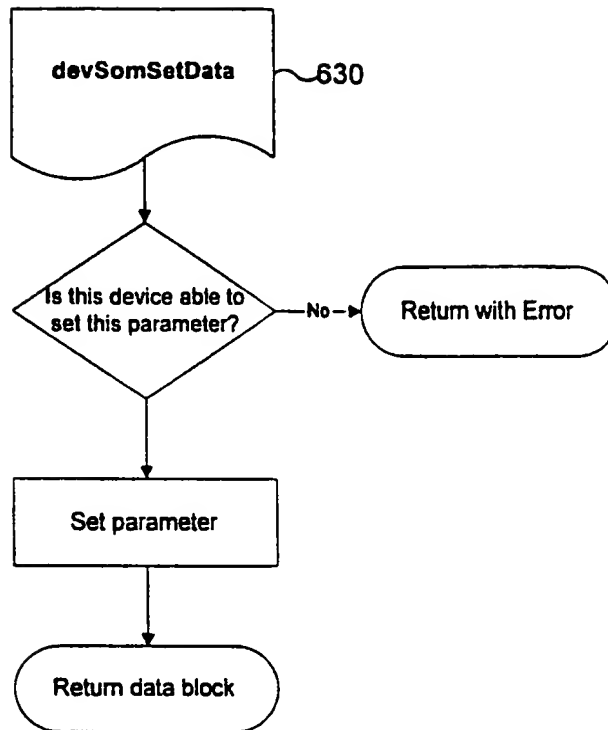 devSomSetData
630
Is this device able to
set this parameter?
No
Return with Error
Set parameter
Return data block